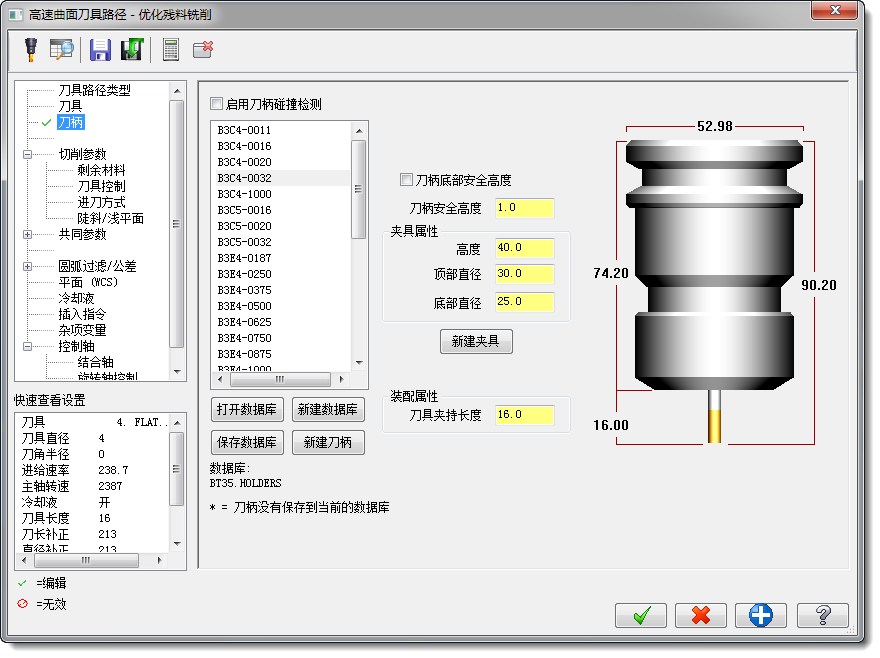 高速曲面刀具路径 - 优化残料铣削
刀具路径类型
刀具
刀柄
切削参数
剩余材料
刀具控制
进刀方式
陡斜/浅平面
共同参数
圆弧过滤/公差
平面 (WCS)
冷却液
插入指令
杂项变量
控制轴
结合轴
旋转轴控制
快速查看设置
刀具 4. FLAT..
刀具直径 4
刀角半径 0
进给速率 238.7
主轴转速 2387
冷却液 开
刀具长度 16
刀长补正 213
直径补正 213
=编辑
=无效
启用刀柄碰撞检测
B3C4-0011
B3C4-0016
B3C4-0020
B3C4-0032
B3C4-1000
B3C5-0016
B3C5-0020
B3C5-0032
B3E4-0187
B3E4-0250
B3E4-0375
B3E4-0500
B3E4-0625
B3E4-0750
B3E4-0875
B3E4-1000
打开数据库 新建数据库
保存数据库 新建刀柄
数据库:
BT35.HOLDERS
* = 刀柄没有保存到当前的数据库
刀柄底部安全高度
刀柄安全高度 1.0
夹具属性
高度 40.0
顶部直径 30.0
底部直径 25.0
新建夹具
装配属性
刀具夹持长度 16.0
52.98
74.20
90.20
16.00